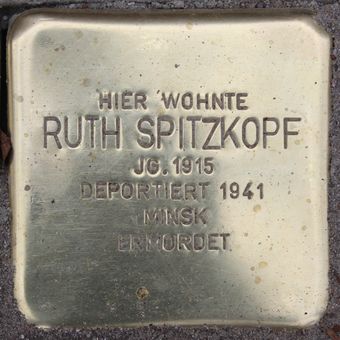 HIER WOHNTE
RUTH SPITZKOPF
JG. 1915
DEPORTIERT 1941
MINSK
ERMORDET